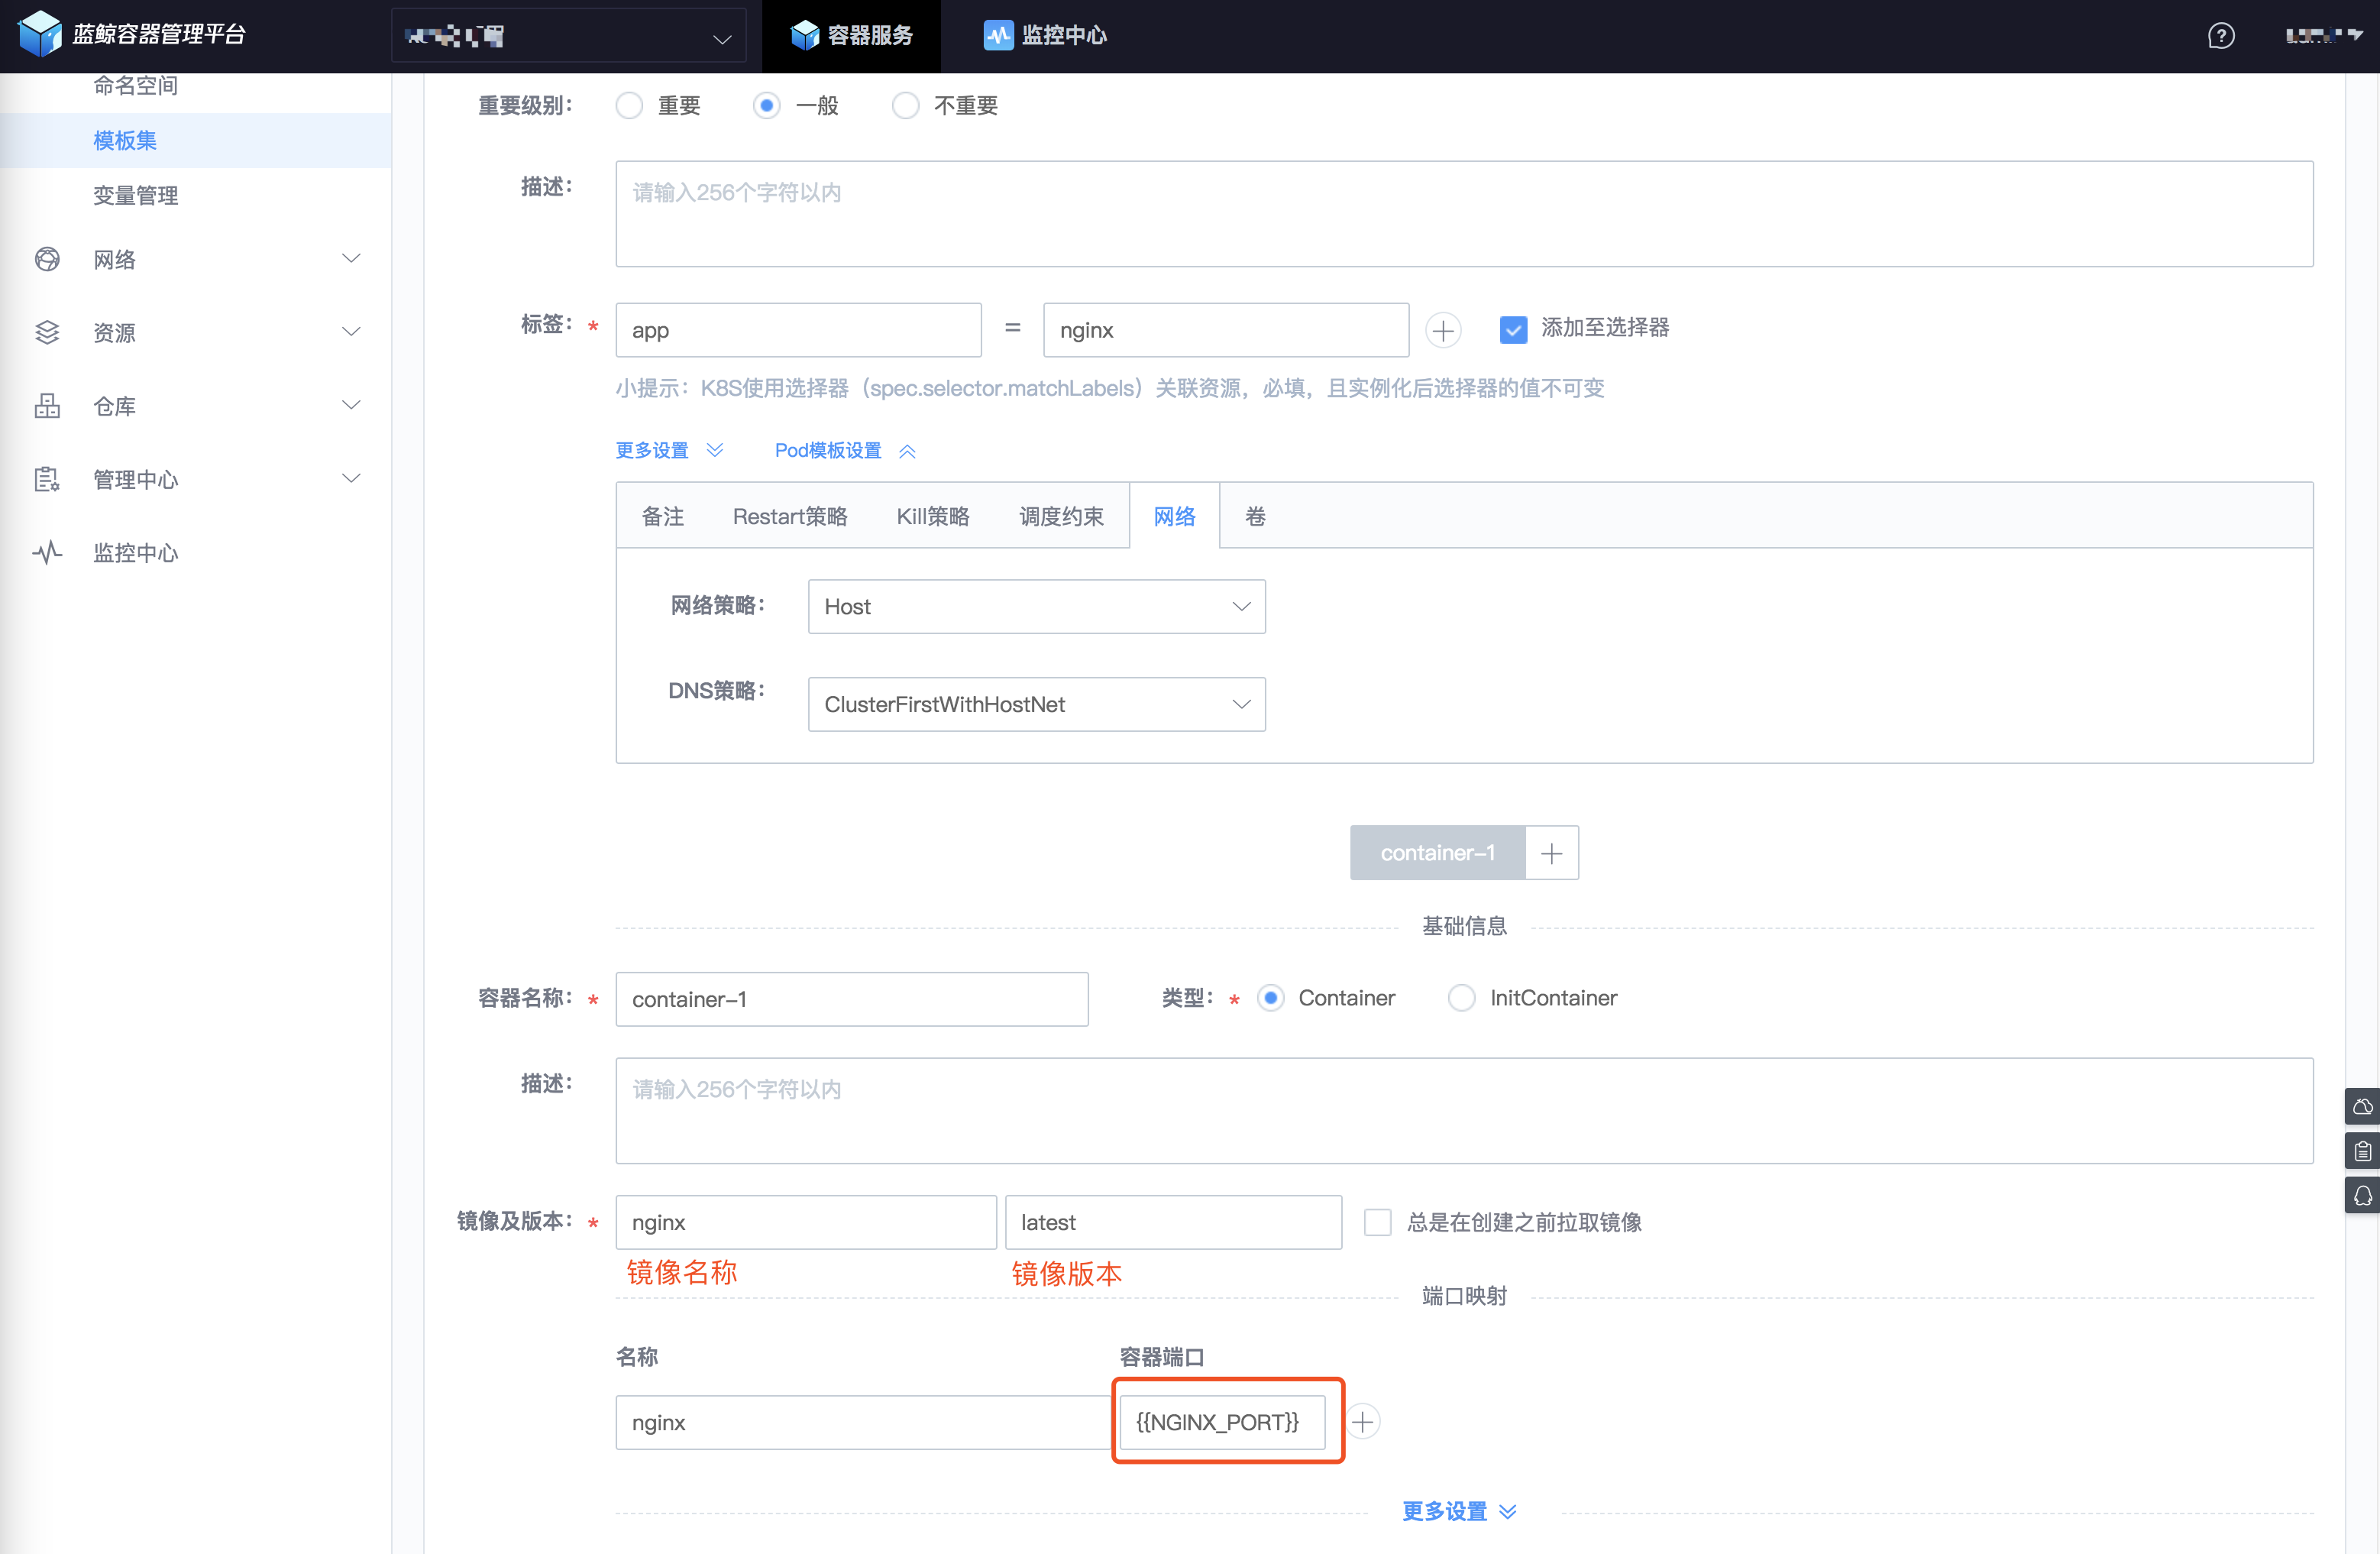 蓝鲸容器管理平台
容器服务
监控中心
命名空间
模板集
变量管理
网络
资源
仓库
管理中心
监控中心
重要级别：
重要
一般
不重要
描述：
请输入256个字符以内
标签： *
app
=
nginx
添加至选择器
小提示：K8S使用选择器（spec.selector.matchLabels）关联资源，必填，且实例化后选择器的值不可变
更多设置
Pod模板设置
备注
Restart策略
Kill策略
调度约束
网络
卷
网络策略：
Host
DNS策略：
ClusterFirstWithHostNet
container-1
基础信息
容器名称： *
container-1
类型： *
Container
InitContainer
描述：
请输入256个字符以内
镜像及版本： *
nginx
latest
总是在创建之前拉取镜像
镜像名称
镜像版本
端口映射
名称
容器端口
nginx
{{NGINX_PORT}}
更多设置